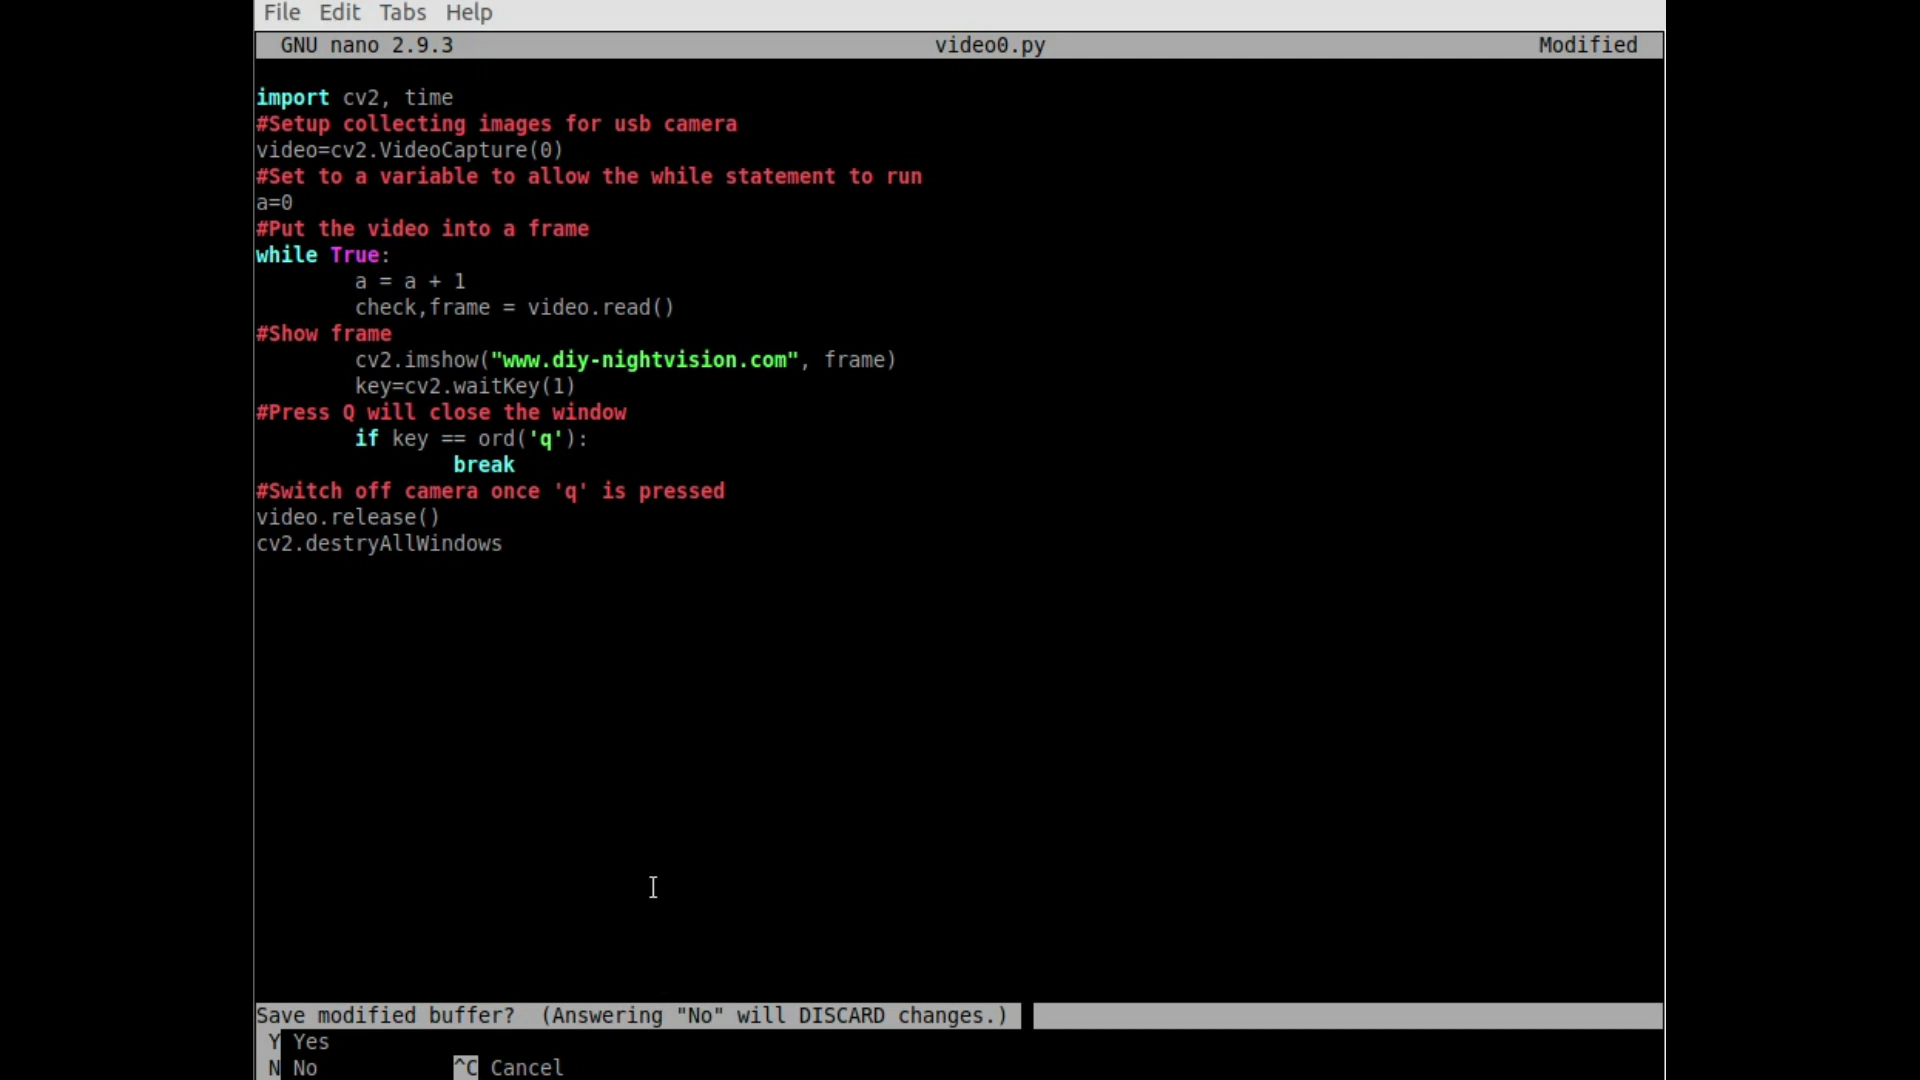 File Edit Tabs Help
GNU nano 2.9.3 video0.py Modified
import cv2, time
#Setup collecting images for usb camera
video=cv2.VideoCapture(0)
#Set to a variable to allow the while statement to run
a=0
#Put the video into a frame
while True:
a = a + 1
check,frame = video.read()
#Show frame
cv2.imshow("www.diy-nightvision.com", frame)
key=cv2.waitKey(1)
#Press Q will close the window
if key == ord('q'):
break
#Switch off camera once 'q' is pressed
video.release()
cv2.destryAllWindows
Save modified buffer? (Answering "No" will DISCARD changes.)
Y Yes
N No ^C Cancel